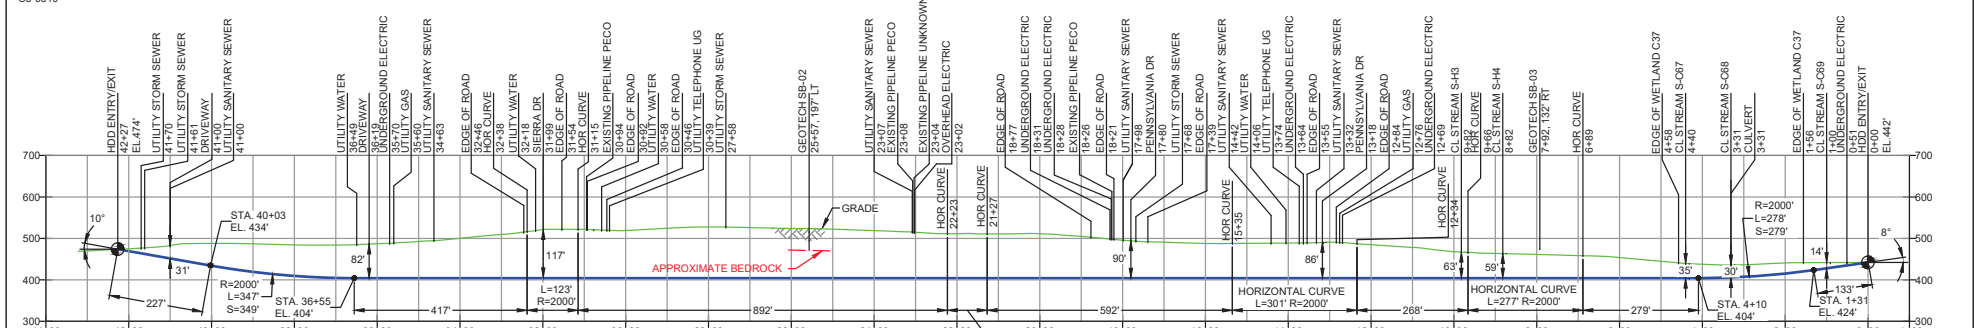 HDD ENTRY/EXIT
42+27
EL.474'
UTILITY STORM SEWER
41+70
UTILITY STORM SEWER
41+61
DRIVEWAY
41+00
UTILITY SANITARY SEWER
41+00
UTILITY WATER
36+49
DRIVEWAY
36+19
UNDERGROUND ELECTRIC
35+70
UTILITY GAS
35+60
UTILITY SANITARY SEWER
34+63
EDGE OF ROAD
32+46
HOR CURVE
32+38
UTILITY WATER
32+18
SIERRA DR
31+99
EDGE OF ROAD
31+54
HOR CURVE
31+15
EXISTING PIPELINE PECO
30+94
EDGE OF ROAD
30+92
UTILITY WATER
30+58
EDGE OF ROAD
30+46
UTILITY TELEPHONE UG
30+39
UTILITY STORM SEWER
27+58
GEOTECH SB-02
25+57, 197' LT
UTILITY SANITARY SEWER
23+07
EXISTING PIPELINE PECO
23+08
EXISTING PIPELINE UNKNOWN
23+04
OVERHEAD ELECTRIC
23+02
HOR CURVE
22+23
HOR CURVE
21+27
EDGE OF ROAD
18+77
UNDERGROUND ELECTRIC
18+31
UNDERGROUND ELECTRIC
18+28
EXISTING PIPELINE PECO
18+26
EDGE OF ROAD
18+21
UTILITY SANITARY SEWER
17+98
PENNSYLVANIA DR
17+80
UTILITY STORM SEWER
17+68
EDGE OF ROAD
17+39
UTILITY WATER
14+42
UTILITY WATER
14+06
UTILITY TELEPHONE UG
13+74
UNDERGROUND ELECTRIC
13+64
EDGE OF ROAD
13+55
UTILITY SANITARY SEWER
13+32
PENNSYLVANIA DR
13+18
EDGE OF ROAD
12+84
UTILITY GAS
12+76
UNDERGROUND ELECTRIC
12+69
HOR CURVE
15+35
HOR CURVE
12+34
CL STREAM S-H3
9+82
HOR CURVE
9+66
CL STREAM S-H4
8+82
GEOTECH SB-03
7+92, 132' RT
HOR CURVE
6+89
EDGE OF WETLAND C37
4+58
CL STREAM S-C67
4+40
CL STREAM S-C68
3+31
CULVERT
3+31
EDGE OF WETLAND C37
1+56
CL STREAM S-C69
1+00
UNDERGROUND ELECTRIC
0+51
HDD ENTRY/EXIT
0+00
EL.442'
700
600
500
400
300
700
600
500
400
300
10°
STA. 40+03
EL. 434'
31'
227'
R=2000'
L=347'
S=349'
STA. 36+55
EL. 404'
82'
417'
117'
L=123'
R=2000'
GRADE
APPROXIMATE BEDROCK
892'
90'
592'
86'
HORIZONTAL CURVE
L=301' R=2000'
268'
63'
59'
HORIZONTAL CURVE
L=277' R=2000'
279'
35'
30'
R=2000'
L=278'
S=279'
STA. 4+10
EL. 404'
14'
8°
133'
STA. 1+31
EL. 424'